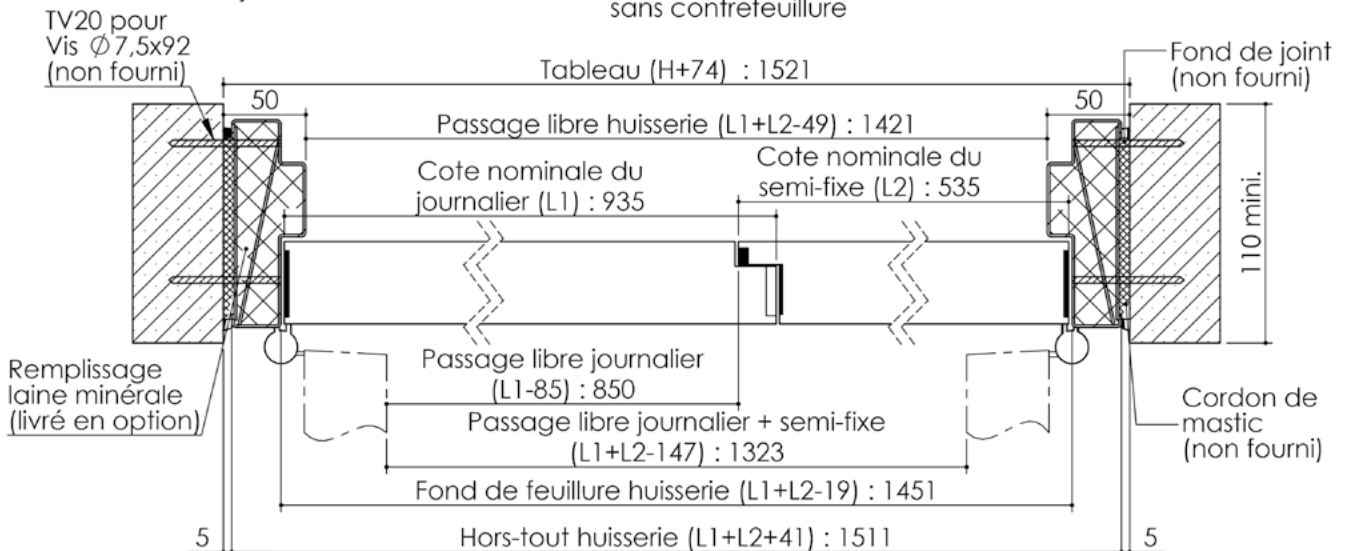 sans contrefeuillure
TV20 pour
Vis Ø7,5x92
(non fourni)
Fond de joint
(non fourni)
Tableau (H+74) : 1521
50
50
Passage libre huisserie (L1+L2-49) : 1421
Cote nominale du
journalier (L1) : 935
Cote nominale du
semi-fixe (L2) : 535
110 mini.
Remplissage
laine minérale
(livré en option)
Passage libre journalier
(L1-85) : 850
Cordon de
mastic
(non fourni)
Passage libre journalier + semi-fixe
(L1+L2-147) : 1323
Fond de feuillure huisserie (L1+L2-19) : 1451
5
Hors-tout huisserie (L1+L2+41) : 1511
5